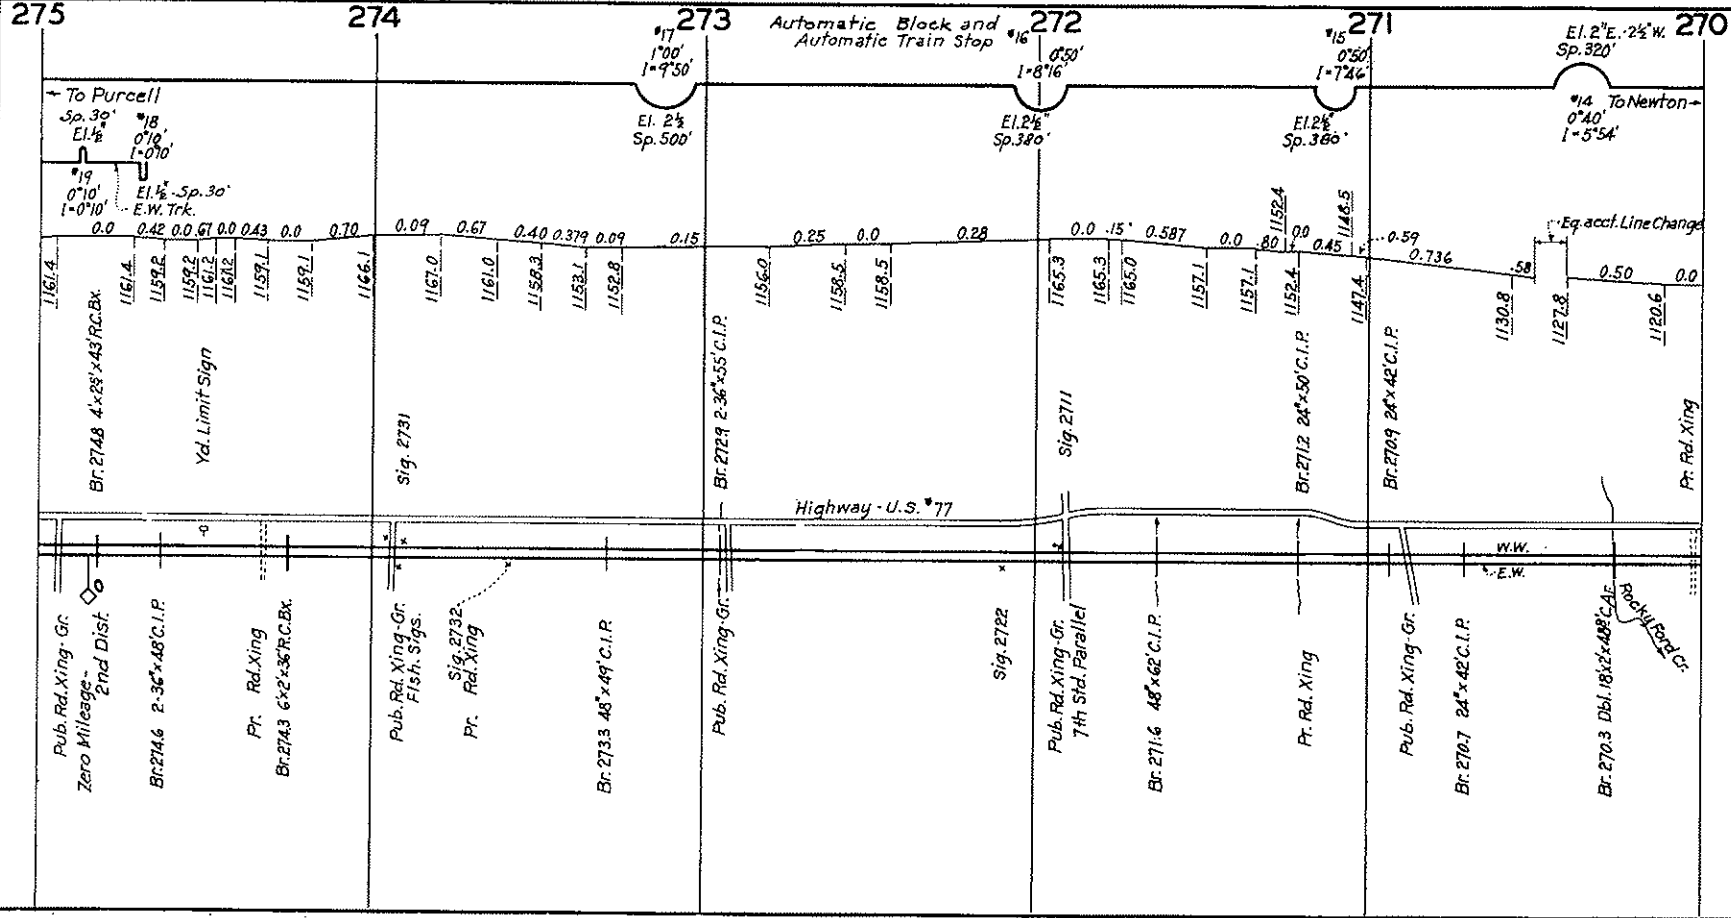 275
274
273
272
271
270
Automatic Block and
Automatic Train Stop
#17
1°00'
I=9°50'
#16
0°50'
I=8°16'
#15
0°50'
I=7°46'
El. 2"E.-2½"W.
Sp. 320'
← To Purcell
To Newton →
Sp. 30'
El. ½"
#18
0°10'
I=0°10'
El. 2½
Sp. 500'
El. 2½"
Sp. 380'
El. 2½"
Sp. 380'
#14
0°40'
I=5°54'
#19
0°10'
I=0°10'
El. ½"-Sp. 30'
E.W. Trk.
0.0 0.42 0.0 .67 0.0 0.43 0.0 0.70 0.09 0.67 0.40 0.379 0.09 0.15 0.25 0.0 0.28 0.0 .15 0.587 0.0 .80 0.0 0.45 0.59 0.736 .58 0.50 0.0
Eq. acct. Line Change
1152.4
1148.5
1161.4
1161.4
1159.2
1159.2
1161.2
1161.2
1159.1
1159.1
1166.1
1167.0
1161.0
1158.3
1153.1
1152.8
1156.0
1158.5
1158.5
1165.3
1165.3
1165.0
1157.1
1157.1
1152.4
1147.4
1130.8
1127.8
1120.6
Br. 274.8 4'x2½'x43' R.C.Bx.
Yd. Limit Sign
Sig. 2731
Br. 272.9 2-36"x55' C.I.P.
Sig. 2711
Br. 271.2 24"x50' C.I.P.
Br. 270.9 24"x42' C.I.P.
Pr. Rd. Xing
Highway - U.S. #77
W.W.
E.W.
Pub. Rd. Xing-Gr.
Zero Mileage-
2nd Dist.
Br. 274.6 2-36"x48' C.I.P.
Pr. Rd. Xing
Br. 274.3 6'x2'x36' R.C.Bx.
Pub. Rd. Xing-Gr.
Flsh. Sigs.
Sig. 2732
Pr. Rd. Xing
Br. 273.3 48"x49' C.I.P.
Pub. Rd. Xing-Gr.
Sig. 2722
Pub. Rd. Xing-Gr.
7th Std. Parallel
Br. 271.6 48"x62' C.I.P.
Pr. Rd. Xing
Pub. Rd. Xing-Gr.
Br. 270.7 24"x42' C.I.P.
Br. 270.3 Dbl. 18'x2'
Rocky Ford Cr.